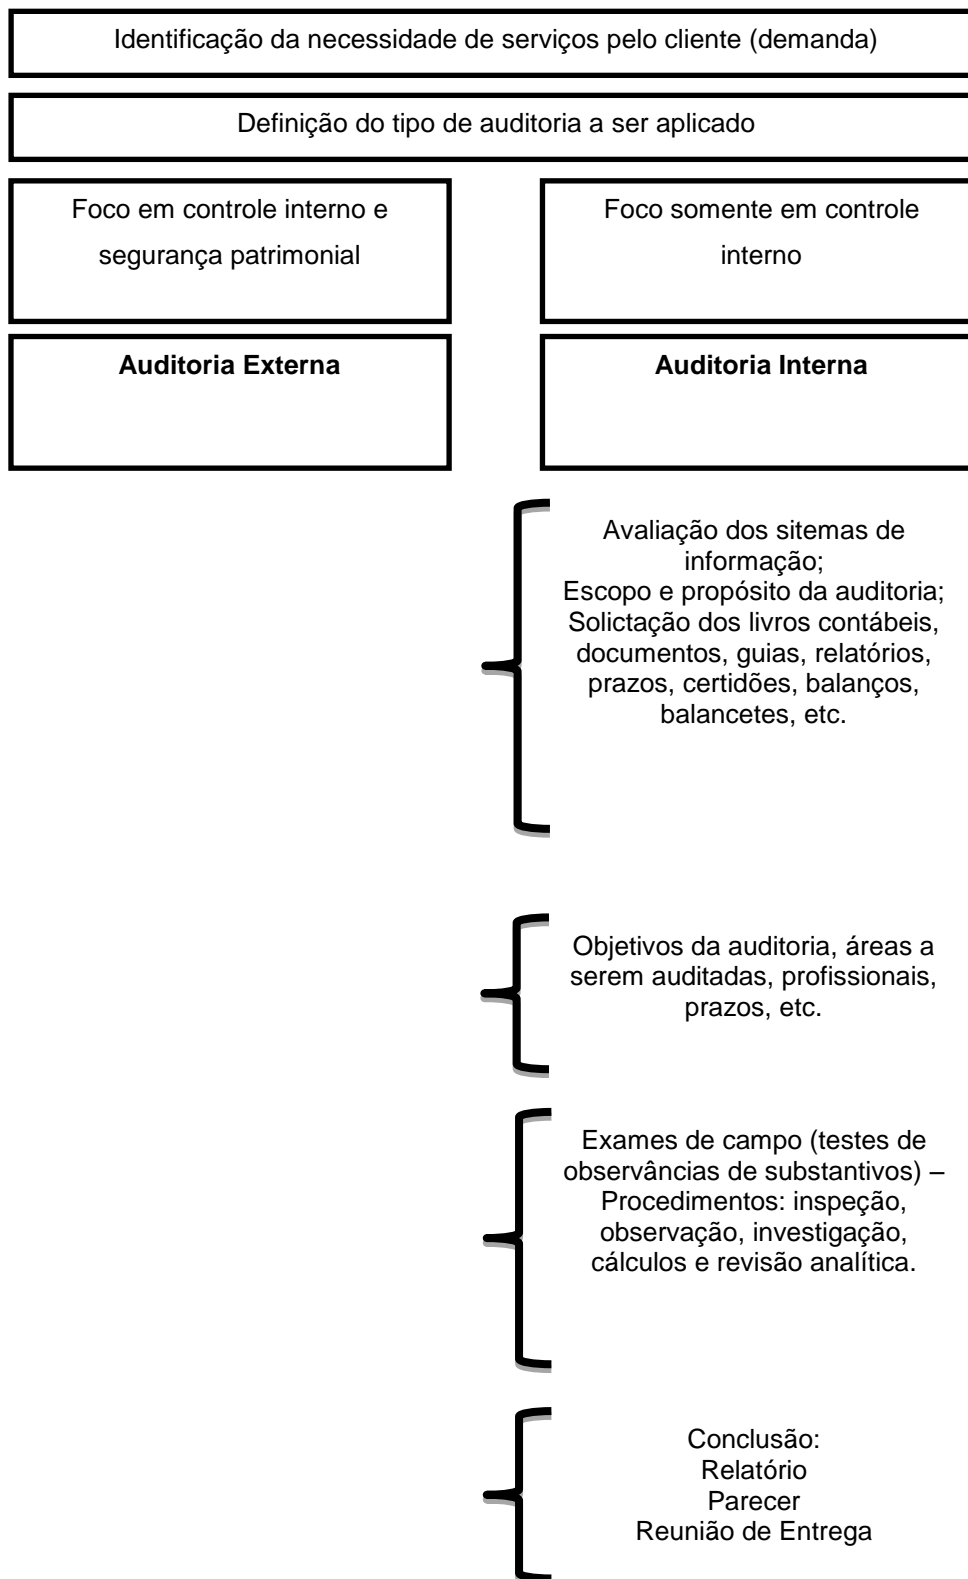 Identificação da necessidade de serviços pelo cliente (demanda)
Definição do tipo de auditoria a ser aplicado
Foco em controle interno e
segurança patrimonial
Foco somente em controle
interno
Auditoria Externa
Auditoria Interna
Avaliação dos sitemas de
informação;
Escopo e propósito da auditoria;
Solictação dos livros contábeis,
documentos, guias, relatórios,
prazos, certidões, balanços,
balancetes, etc.
Objetivos da auditoria, áreas a
serem auditadas, profissionais,
prazos, etc.
Exames de campo (testes de
observâncias de substantivos) –
Procedimentos: inspeção,
observação, investigação,
cálculos e revisão analítica.
Conclusão:
Relatório
Parecer
Reunião de Entrega